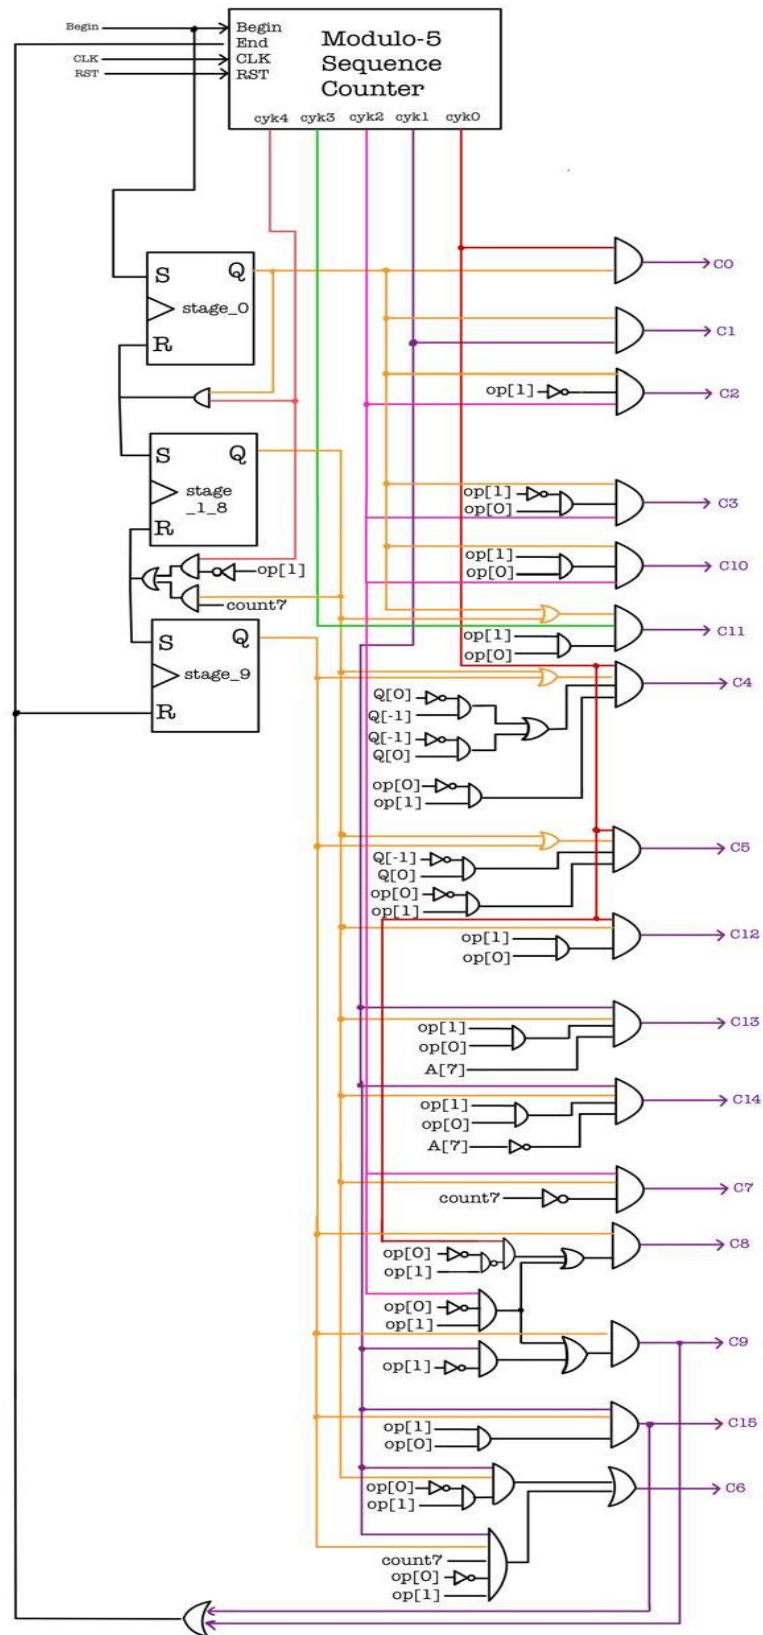 Begin
End
CLK
RST
Begin
CLK
RST
Modulo-5
Sequence
Counter
cyk4 cyk3 cyk2 cyk1 cyk0
S Q
stage_0
R
C0
C1
op[1]
C2
S Q
stage
_1_8
R
op[1]
op[0]
C3
op[1]
op[0]
C10
op[1]
count7
op[1]
op[0]
C11
S Q
stage_9
R
C4
Q[0]
Q[-1]
Q[-1]
Q[0]
op[0]
op[1]
C5
Q[-1]
Q[0]
op[0]
op[1]
op[1]
op[0]
C12
op[1]
op[0]
A[7]
C13
op[1]
op[0]
A[7]
C14
count7
C7
op[0]
op[1]
C8
op[0]
op[1]
op[1]
C9
op[1]
op[0]
C15
op[0]
op[1]
C6
count7
op[0]
op[1]